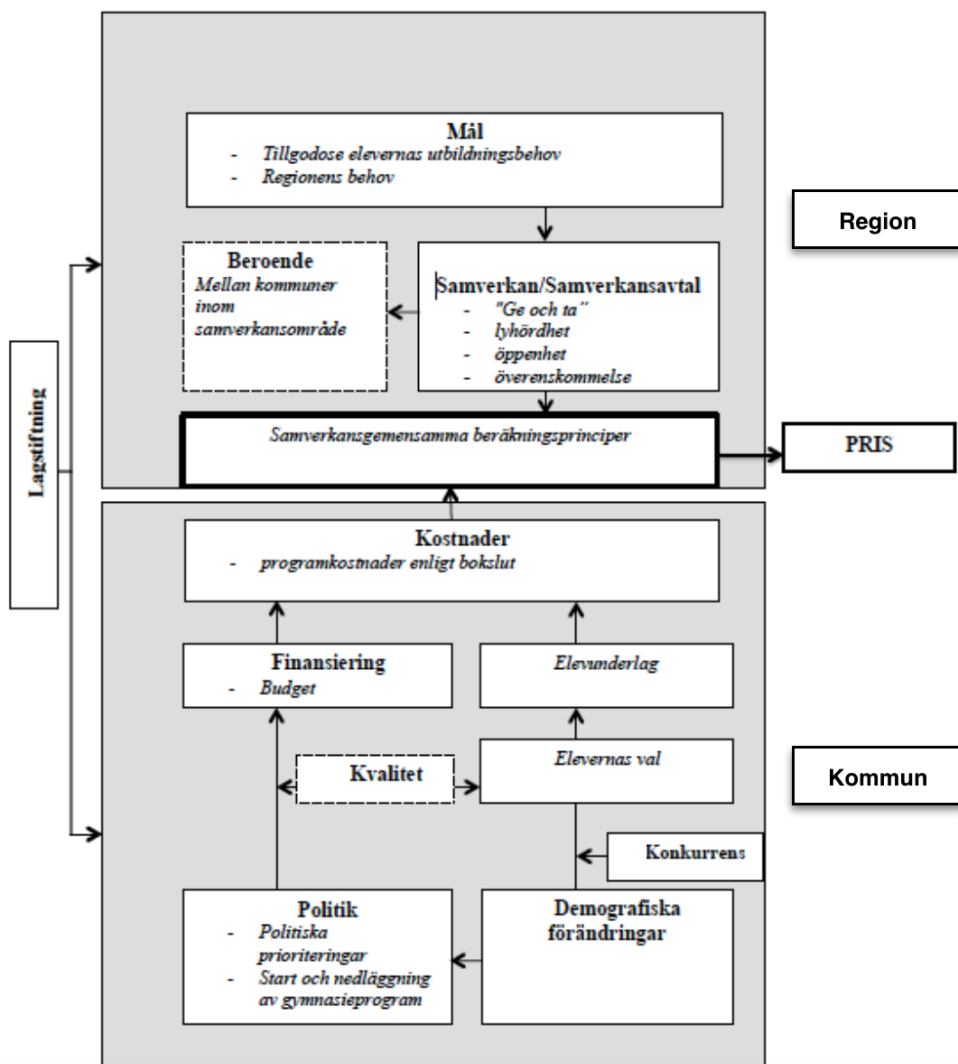 Mål
- Tillgodose elevernas utbildningsbehov
- Regionens behov
Region
Beroende
Mellan kommuner
inom
samverkansområde
Samverkan/Samverkansavtal
- "Ge och ta"
- lyhördhet
- öppenhet
- överenskommelse
Lagstiftning
Samverkansgemensamma beräkningsprinciper
PRIS
Kostnader
- programkostnader enligt bokslut
Finansiering
- Budget
Elevunderlag
Kvalitet
Elevernas val
Kommun
Konkurrens
Politik
- Politiska
prioriteringar
- Start och nedläggning
av gymnasieprogram
Demografiska
förändringar